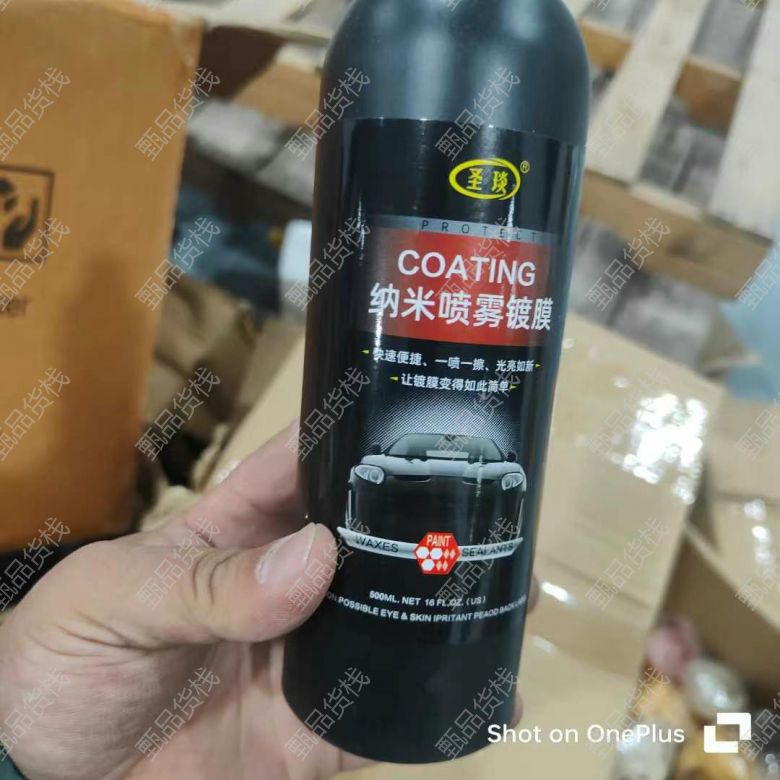 圣琰®
PROTECT
COATING
纳米喷雾镀膜
快速便捷、一喷一擦、光亮如新
让镀膜变得如此简单
WAXES
PAINT
SEALANTS
500ML. NET 16 FL.OZ. (US)
ON POSSIBLE EYE & SKIN IPRITANT PEAOD BACK
Shot on OnePlus
甄品货栈